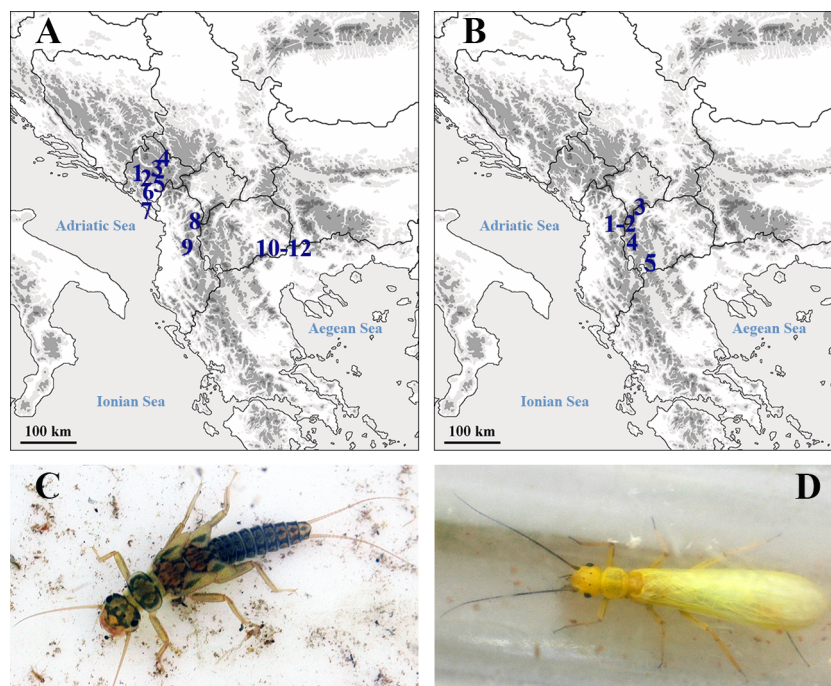 A
4
3
1
2
5
6
7
8
9
10-12
Adriatic Sea
Aegean Sea
Ionian Sea
100 km
B
3
1-2
4
5
Adriatic Sea
Aegean Sea
Ionian Sea
100 km
C
D